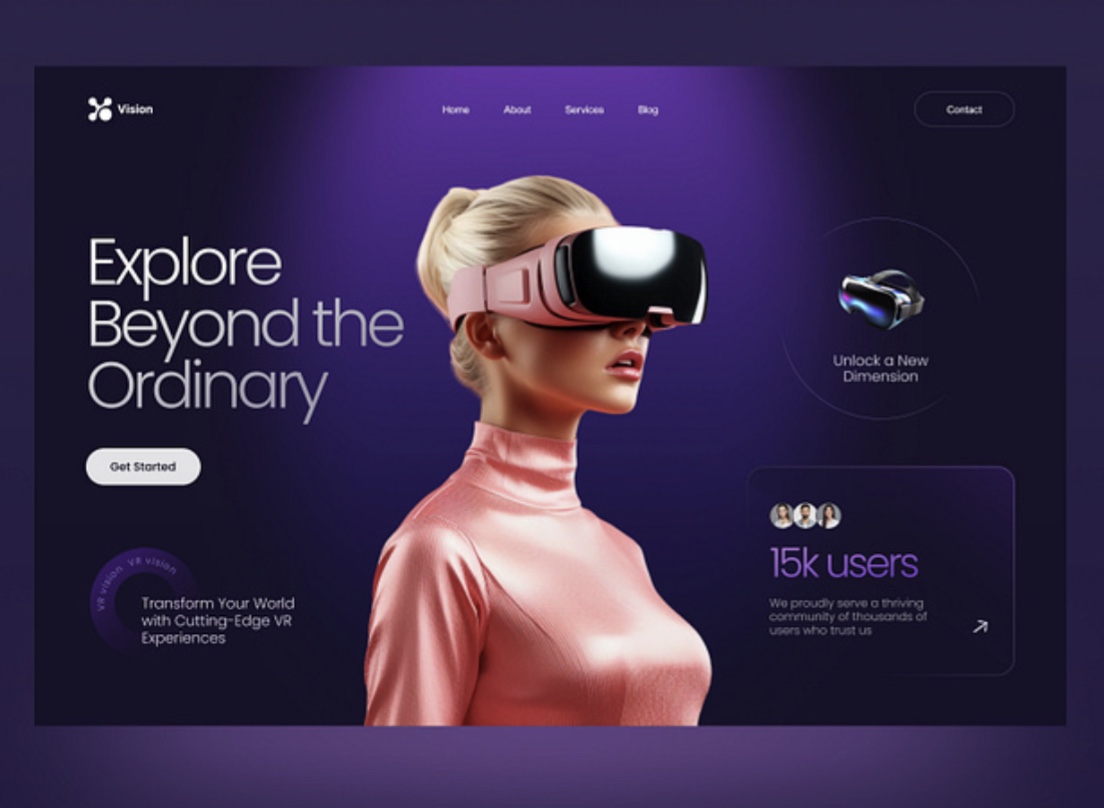 Vision
Home
About
Services
Blog
Contact
Explore
Beyond the
Ordinary
Get Started
VR vision VR vision
Transform Your World
with Cutting-Edge VR
Experiences
Unlock a New
Dimension
15k users
We proudly serve a thriving
community of thousands of
users who trust us